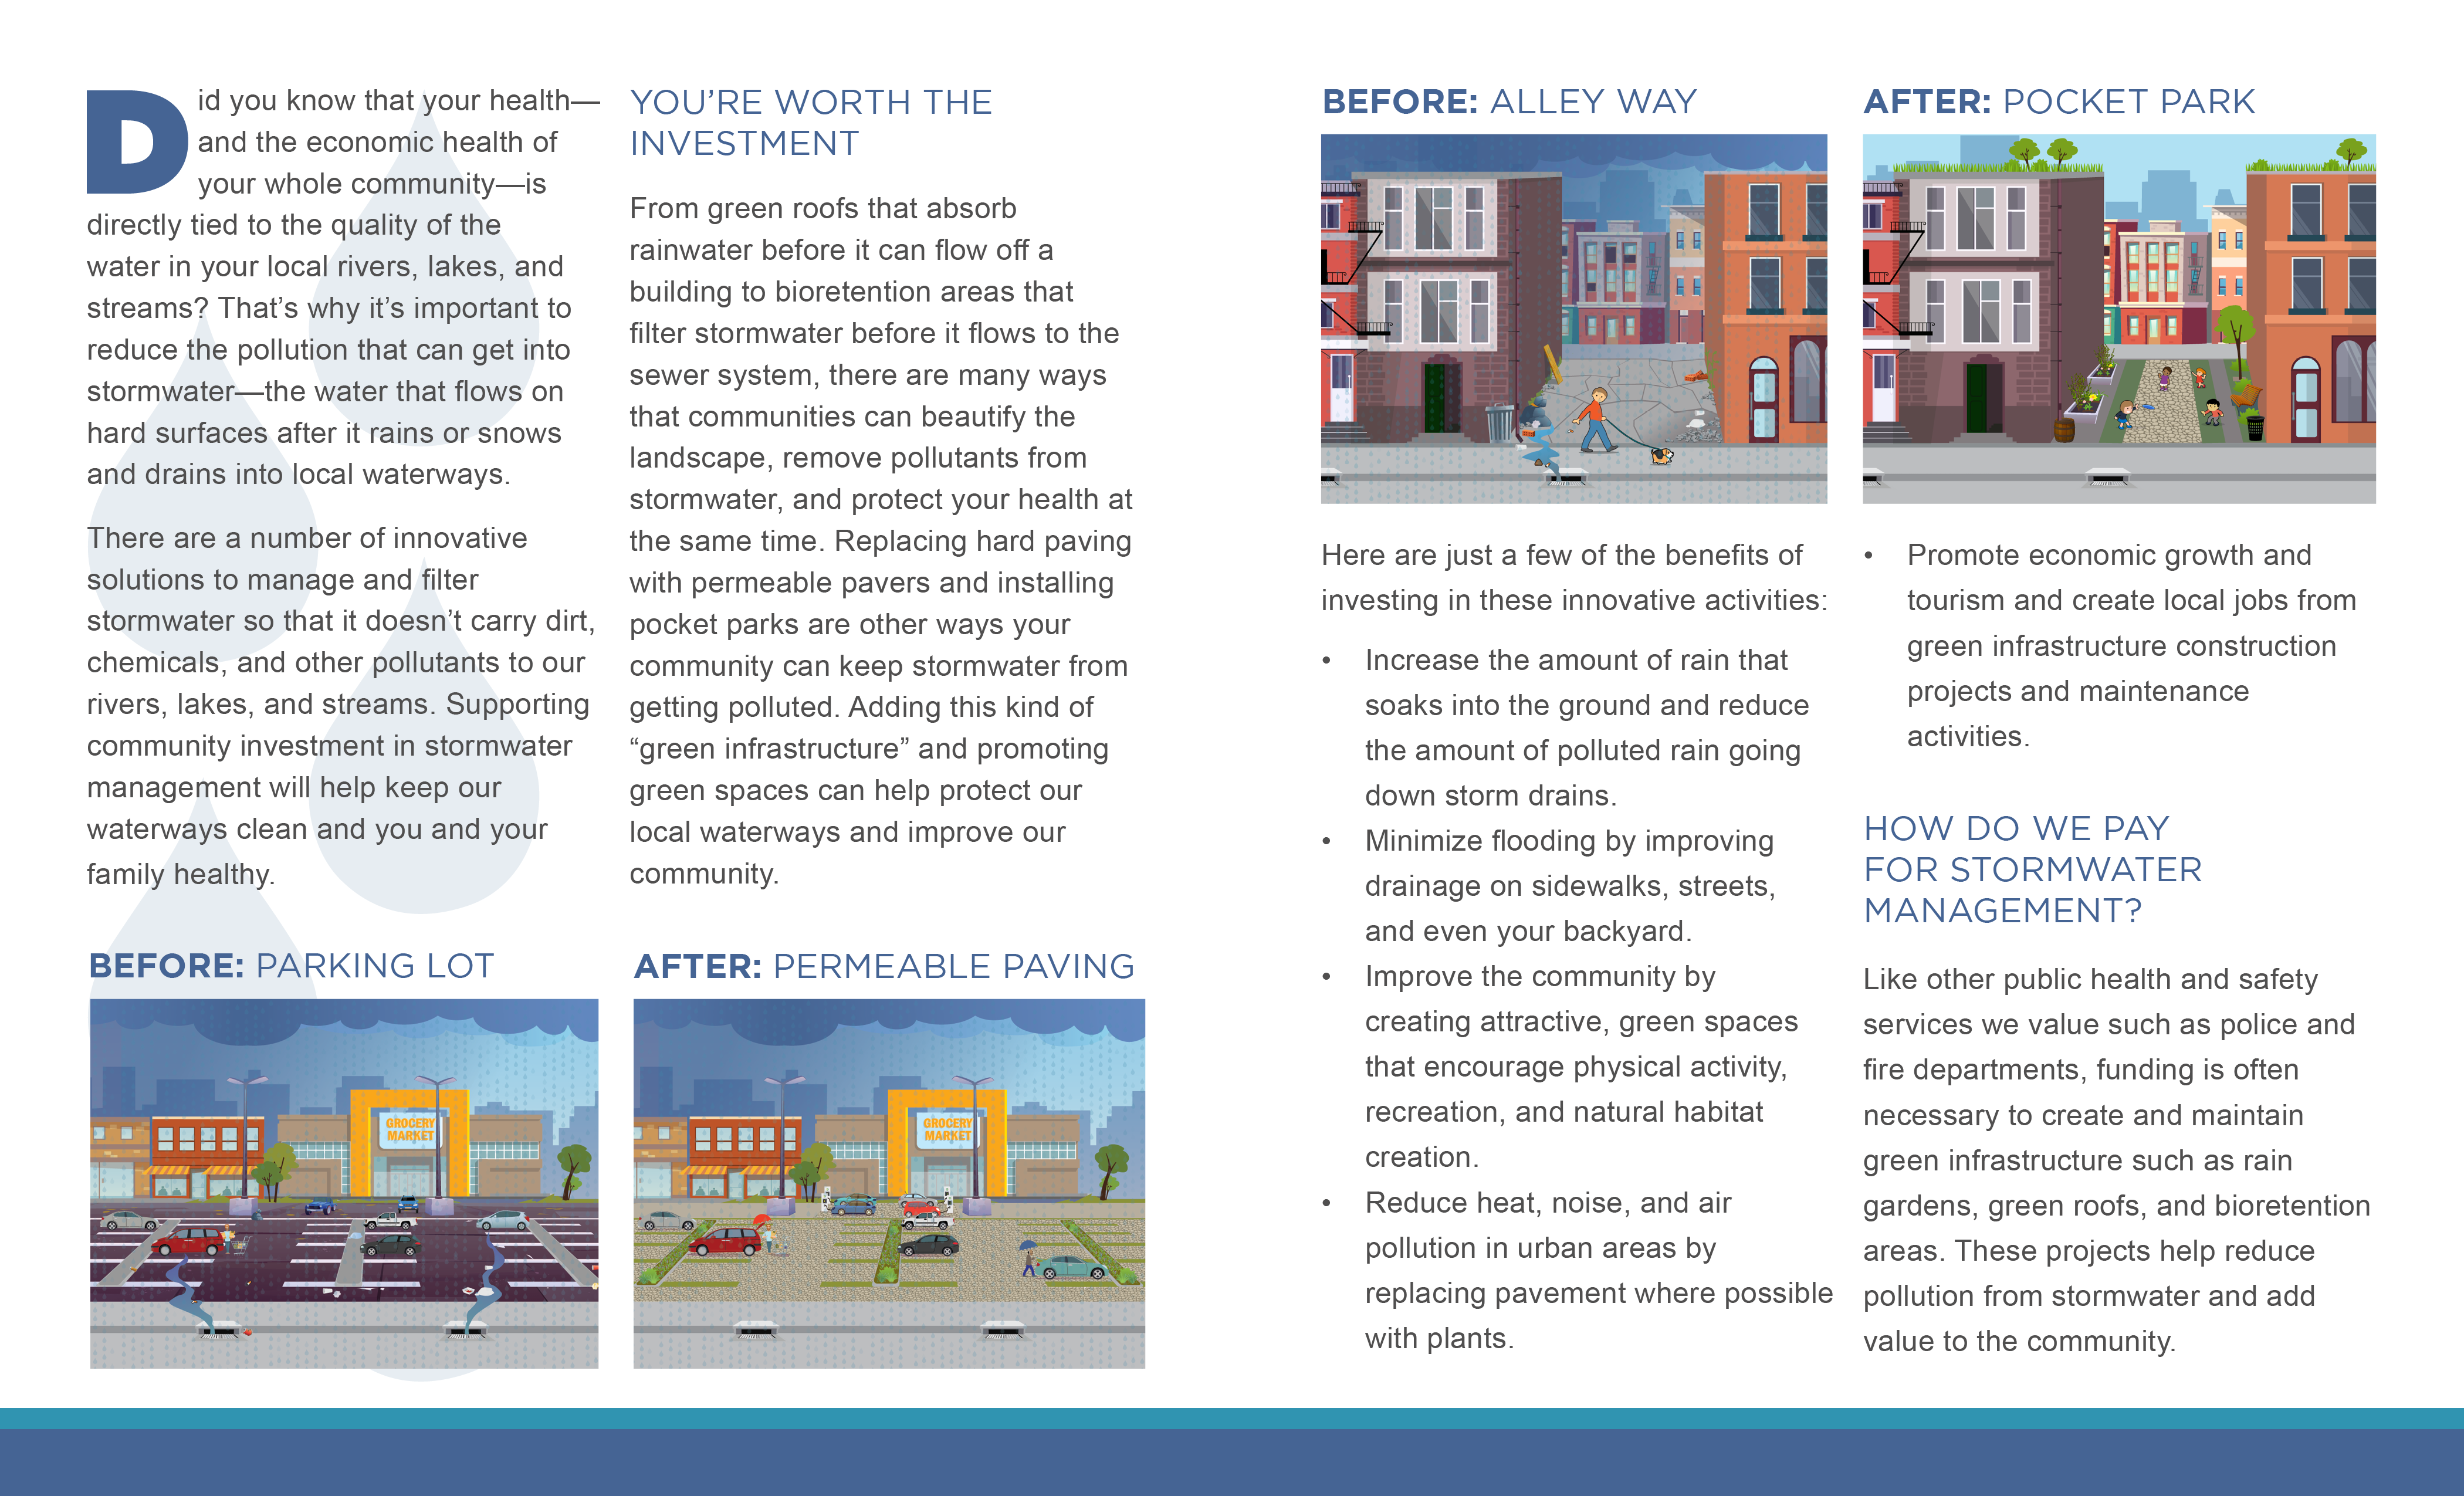 Did you know that your health—
and the economic health of
your whole community—is
directly tied to the quality of the
water in your local rivers, lakes, and
streams? That’s why it’s important to
reduce the pollution that can get into
stormwater—the water that flows on
hard surfaces after it rains or snows
and drains into local waterways.
There are a number of innovative
solutions to manage and filter
stormwater so that it doesn’t carry dirt,
chemicals, and other pollutants to our
rivers, lakes, and streams. Supporting
community investment in stormwater
management will help keep our
waterways clean and you and your
family healthy.
BEFORE: PARKING LOT
GROCERY
MARKET
YOU’RE WORTH THE
INVESTMENT
From green roofs that absorb
rainwater before it can flow off a
building to bioretention areas that
filter stormwater before it flows to the
sewer system, there are many ways
that communities can beautify the
landscape, remove pollutants from
stormwater, and protect your health at
the same time. Replacing hard paving
with permeable pavers and installing
pocket parks are other ways your
community can keep stormwater from
getting polluted. Adding this kind of
“green infrastructure” and promoting
green spaces can help protect our
local waterways and improve our
community.
AFTER: PERMEABLE PAVING
GROCERY
MARKET
BEFORE: ALLEY WAY
Here are just a few of the benefits of
investing in these innovative activities:
• Increase the amount of rain that
soaks into the ground and reduce
the amount of polluted rain going
down storm drains.
• Minimize flooding by improving
drainage on sidewalks, streets,
and even your backyard.
• Improve the community by
creating attractive, green spaces
that encourage physical activity,
recreation, and natural habitat
creation.
• Reduce heat, noise, and air
pollution in urban areas by
replacing pavement where possible
with plants.
AFTER: POCKET PARK
• Promote economic growth and
tourism and create local jobs from
green infrastructure construction
projects and maintenance
activities.
HOW DO WE PAY
FOR STORMWATER
MANAGEMENT?
Like other public health and safety
services we value such as police and
fire departments, funding is often
necessary to create and maintain
green infrastructure such as rain
gardens, green roofs, and bioretention
areas. These projects help reduce
pollution from stormwater and add
value to the community.